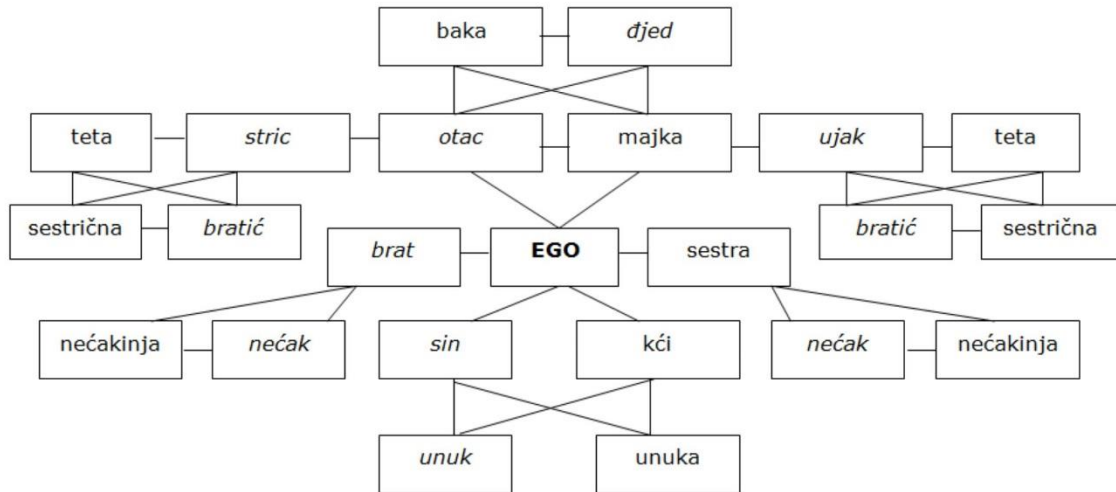 baka
đjed
teta
stric
otac
majka
ujak
teta
sestrična
bratić
bratić
sestrična
brat
EGO
sestra
nećakinja
nećak
sin
kći
nećak
nećakinja
unuk
unuka